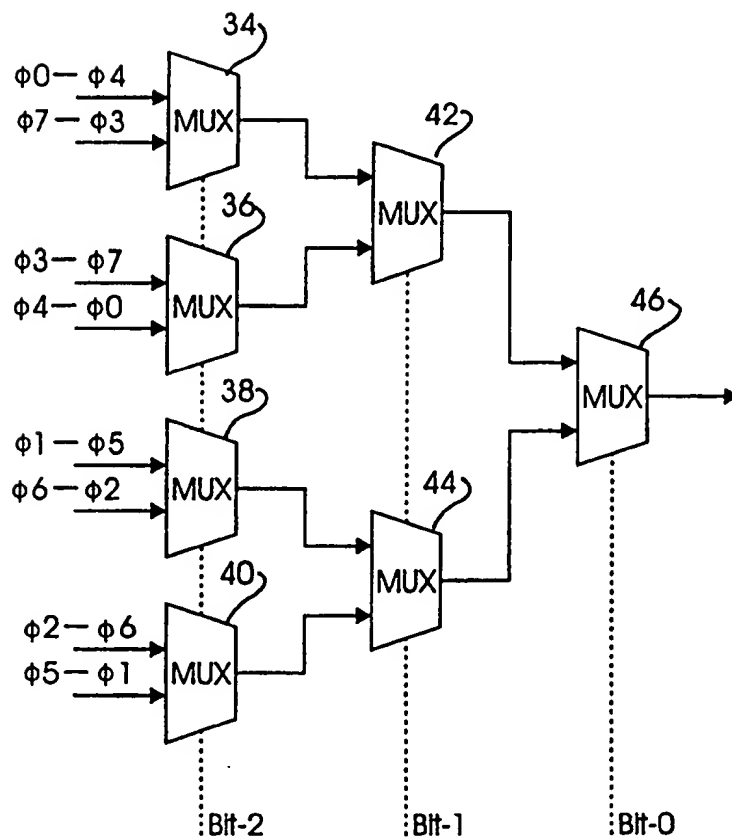 34
φ0— φ4
φ7— φ3
MUX
42
MUX
36
φ3— φ7
φ4— φ0
MUX
46
MUX
38
φ1— φ5
φ6— φ2
MUX
44
MUX
40
φ2— φ6
φ5— φ1
MUX
Bit-2
Bit-1
Bit-0